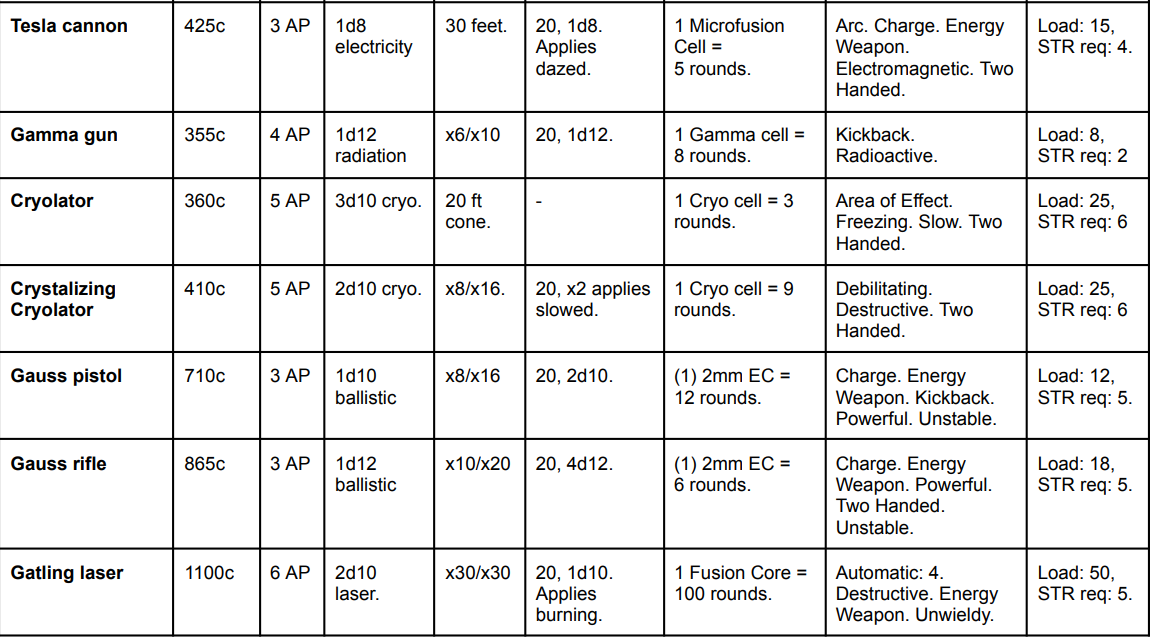 Tesla cannon 425c 3 AP 1d8 electricity 30 feet. 20, 1d8. Applies dazed. 1 Microfusion Cell = 5 rounds. Arc. Charge. Energy Weapon. Electromagnetic. Two Handed. Load: 15, STR req: 4.
Gamma gun 355c 4 AP 1d12 radiation x6/x10 20, 1d12. 1 Gamma cell = 8 rounds. Kickback. Radioactive. Load: 8, STR req: 2
Cryolator 360c 5 AP 3d10 cryo. 20 ft cone. - 1 Cryo cell = 3 rounds. Area of Effect. Freezing. Slow. Two Handed. Load: 25, STR req: 6
Crystalizing Cryolator 410c 5 AP 2d10 cryo. x8/x16. 20, x2 applies slowed. 1 Cryo cell = 9 rounds. Debilitating. Destructive. Two Handed. Load: 25, STR req: 6
Gauss pistol 710c 3 AP 1d10 ballistic x8/x16 20, 2d10. (1) 2mm EC = 12 rounds. Charge. Energy Weapon. Kickback. Powerful. Unstable. Load: 12, STR req: 5.
Gauss rifle 865c 3 AP 1d12 ballistic x10/x20 20, 4d12. (1) 2mm EC = 6 rounds. Charge. Energy Weapon. Powerful. Two Handed. Unstable. Load: 18, STR req: 5.
Gatling laser 1100c 6 AP 2d10 laser. x30/x30 20, 1d10. Applies burning. 1 Fusion Core = 100 rounds. Automatic: 4. Destructive. Energy Weapon. Unwieldy. Load: 50, STR req: 5.